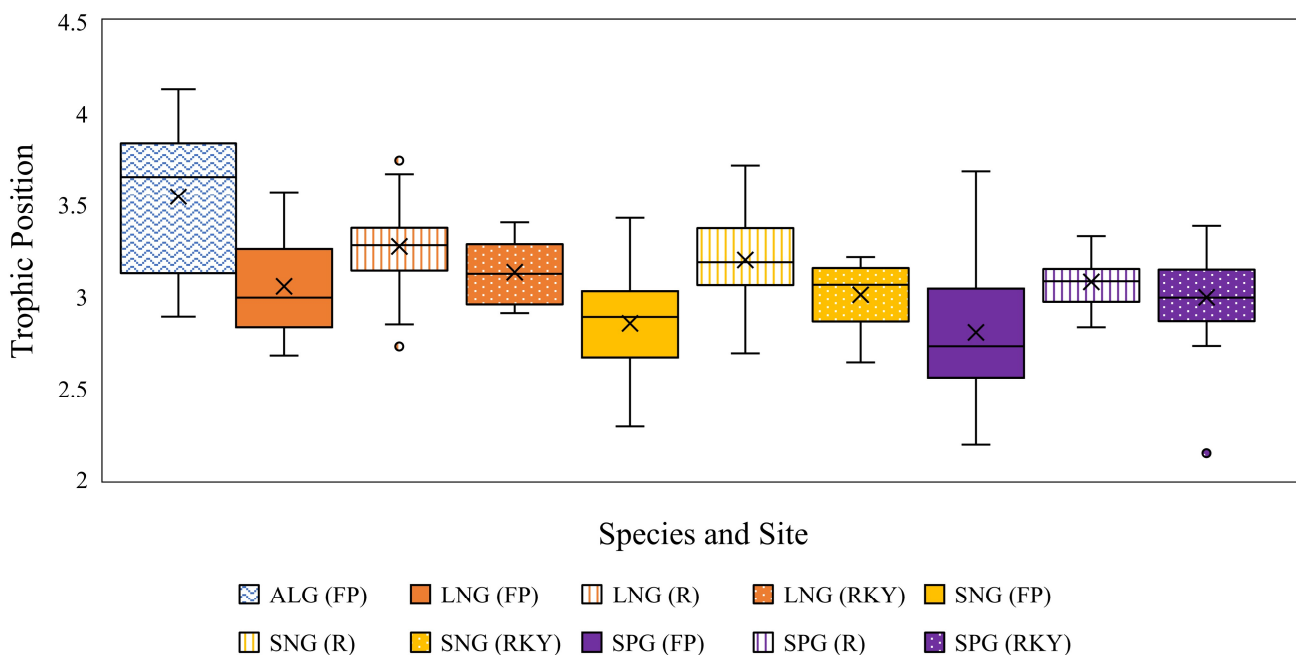 4.5
4
3.5
3
2.5
2
Trophic Position
Species and Site
ALG (FP) LNG (FP) LNG (R) LNG (RKY) SNG (FP)
SNG (R) SNG (RKY) SPG (FP) SPG (R) SPG (RKY)